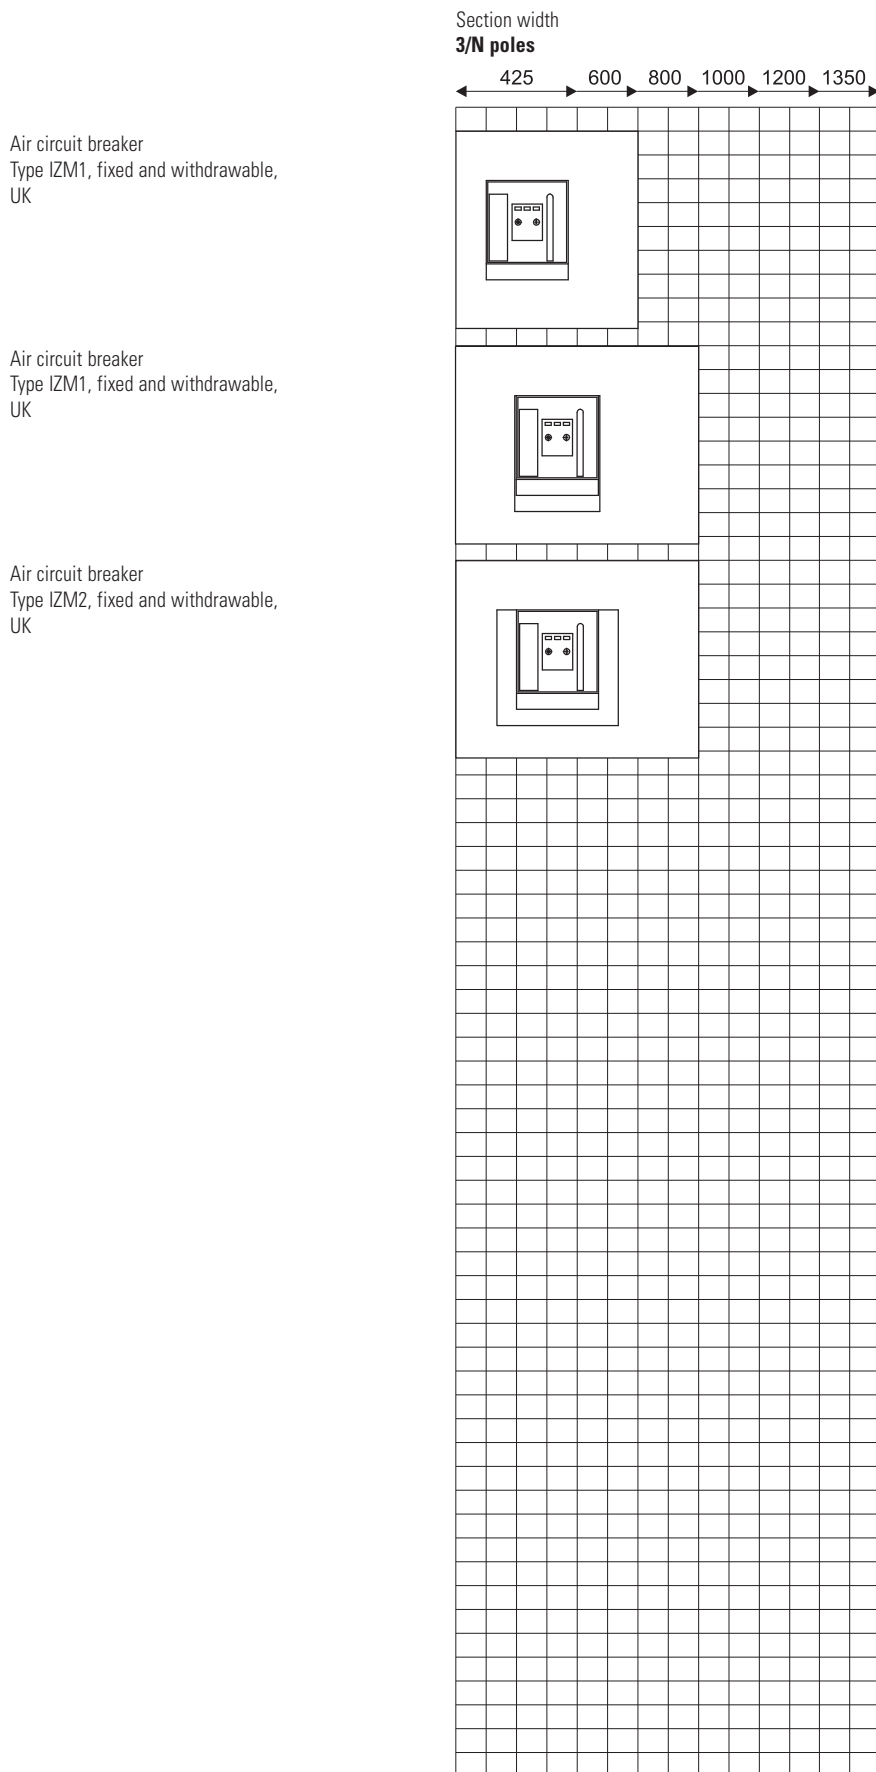 Section width
3/N poles
425 600 800 1000 1200 1350
Air circuit breaker
Type IZM1, fixed and withdrawable,
UK
Air circuit breaker
Type IZM1, fixed and withdrawable,
UK
Air circuit breaker
Type IZM2, fixed and withdrawable,
UK